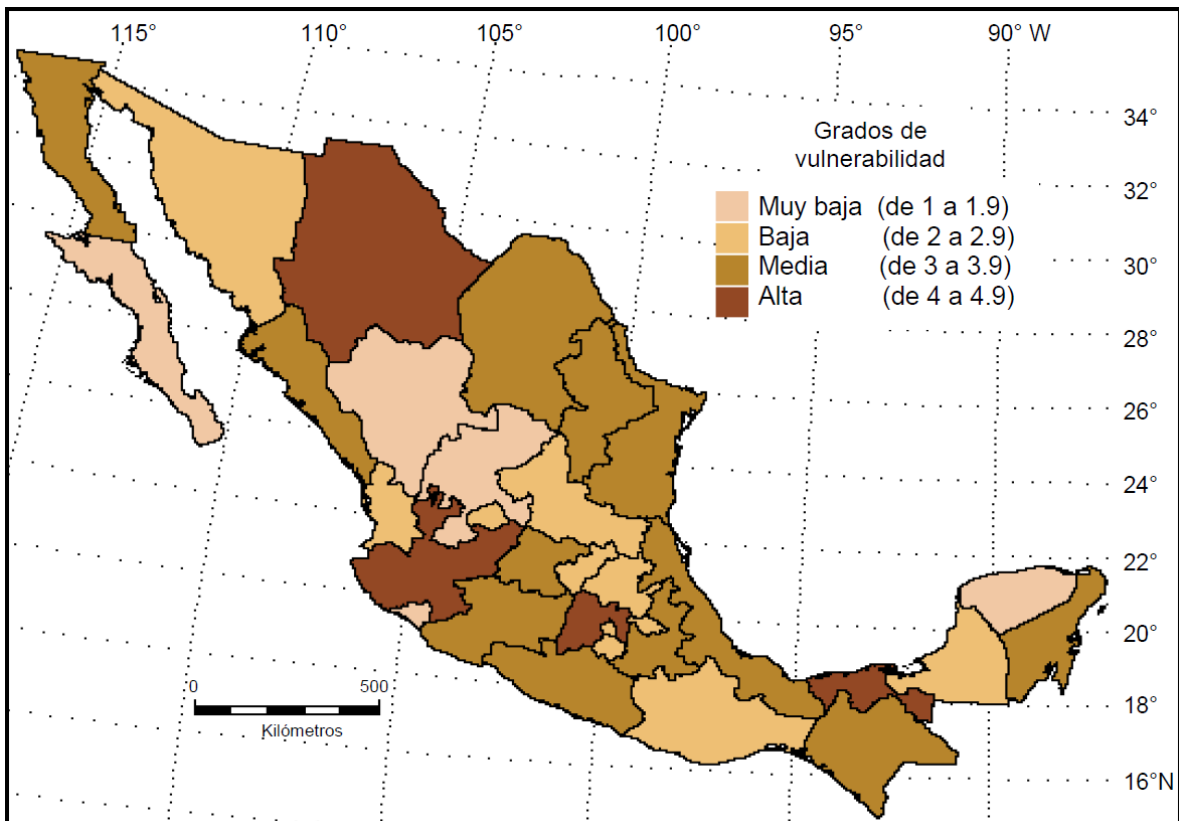 115° 110° 105° 100° 95° 90° W
34°
Grados de
vulnerabilidad
32°
Muy baja (de 1 a 1.9)
Baja (de 2 a 2.9)
Media (de 3 a 3.9)
30°
Alta (de 4 a 4.9)
28°
26°
24°
22°
20°
0 500
18°
Kilómetros
16°N